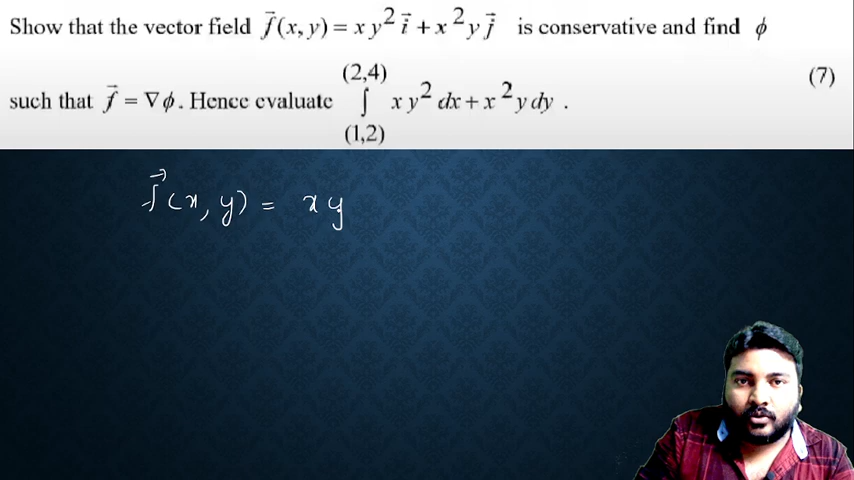 Show that the vector field f⃗(x, y) = x y² i⃗ + x² y j⃗ is conservative and find ϕ
such that f⃗ = ∇ϕ. Hence evaluate ∫_(1,2)^(2,4) x y² dx + x² y dy . (7)
f⃗(x, y) = x y